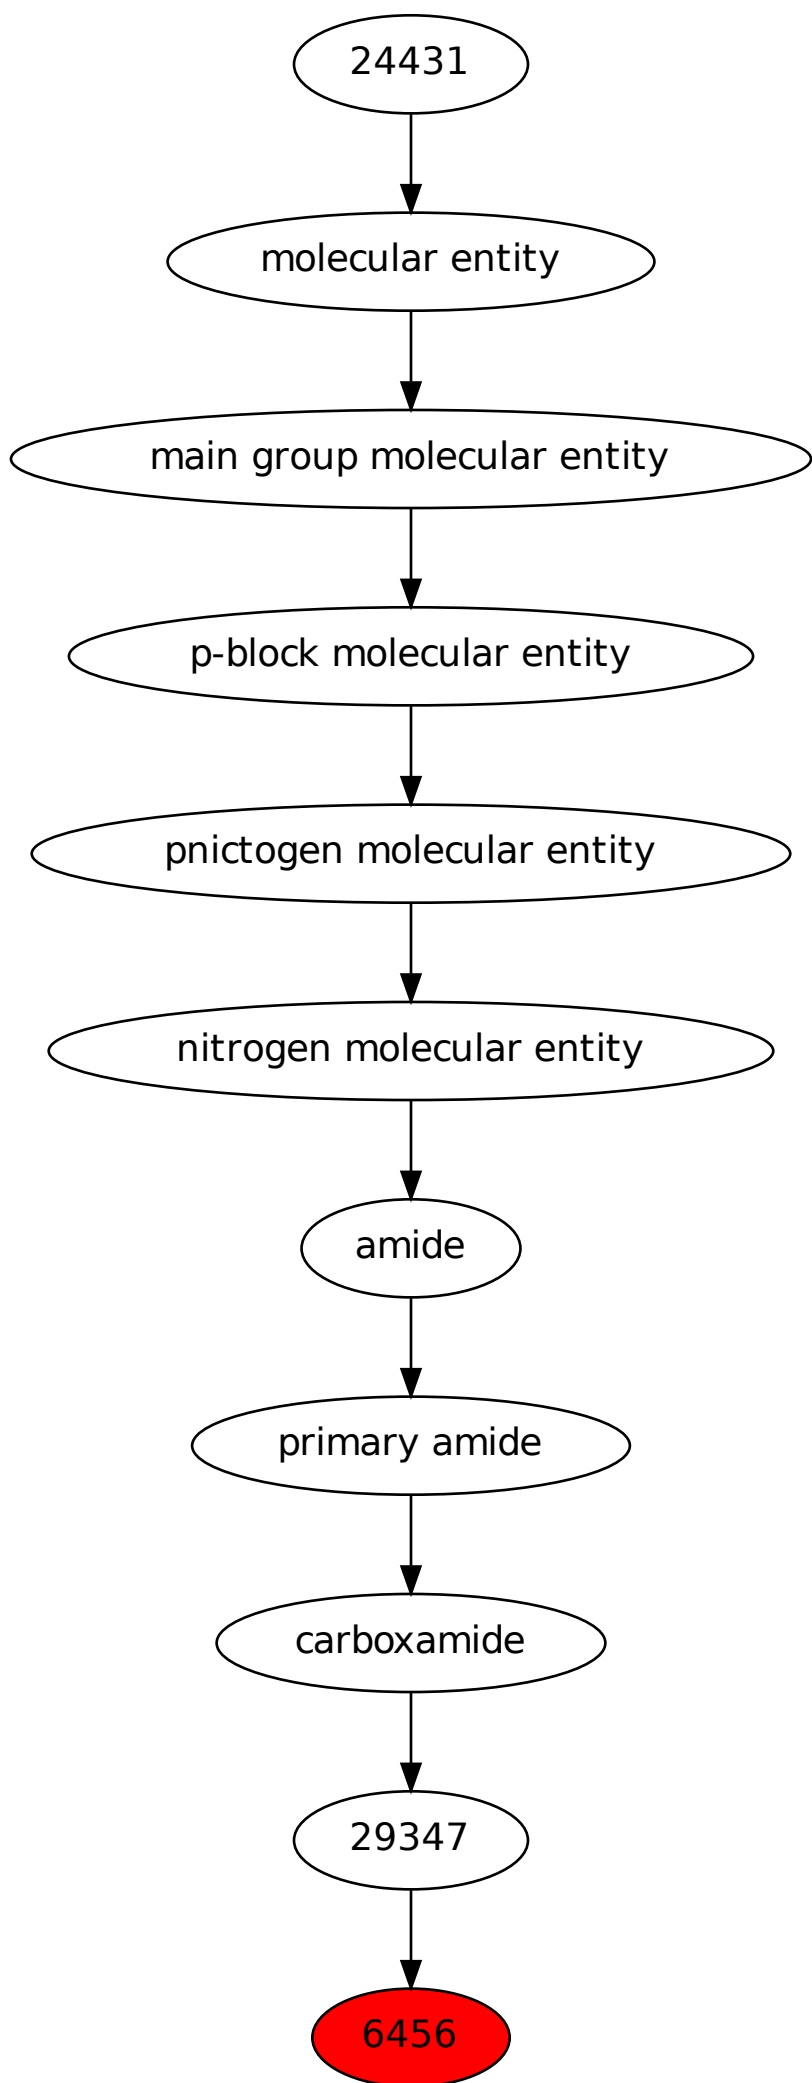 24431
molecular entity
main group molecular entity
p-block molecular entity
pnictogen molecular entity
nitrogen molecular entity
amide
primary amide
carboxamide
29347
6456